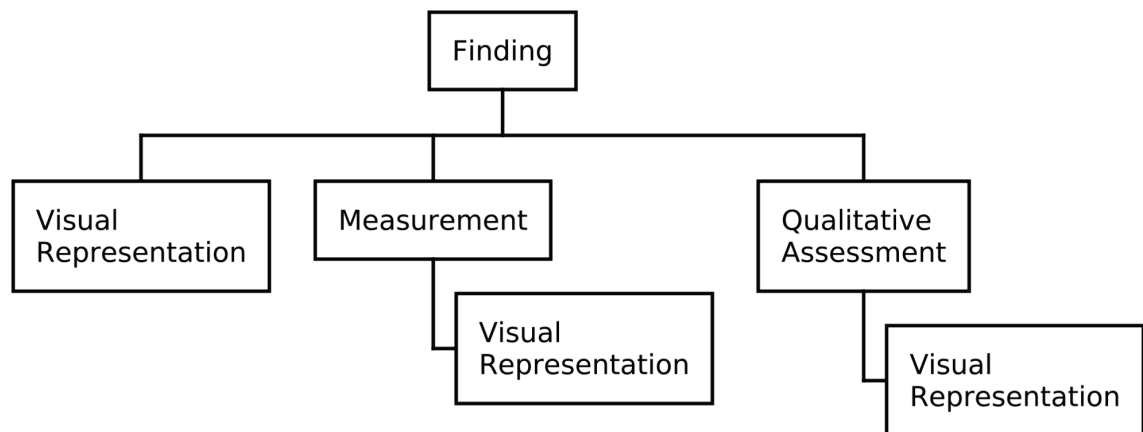 Finding
Visual
Representation
Measurement
Qualitative
Assessment
Visual
Representation
Visual
Representation